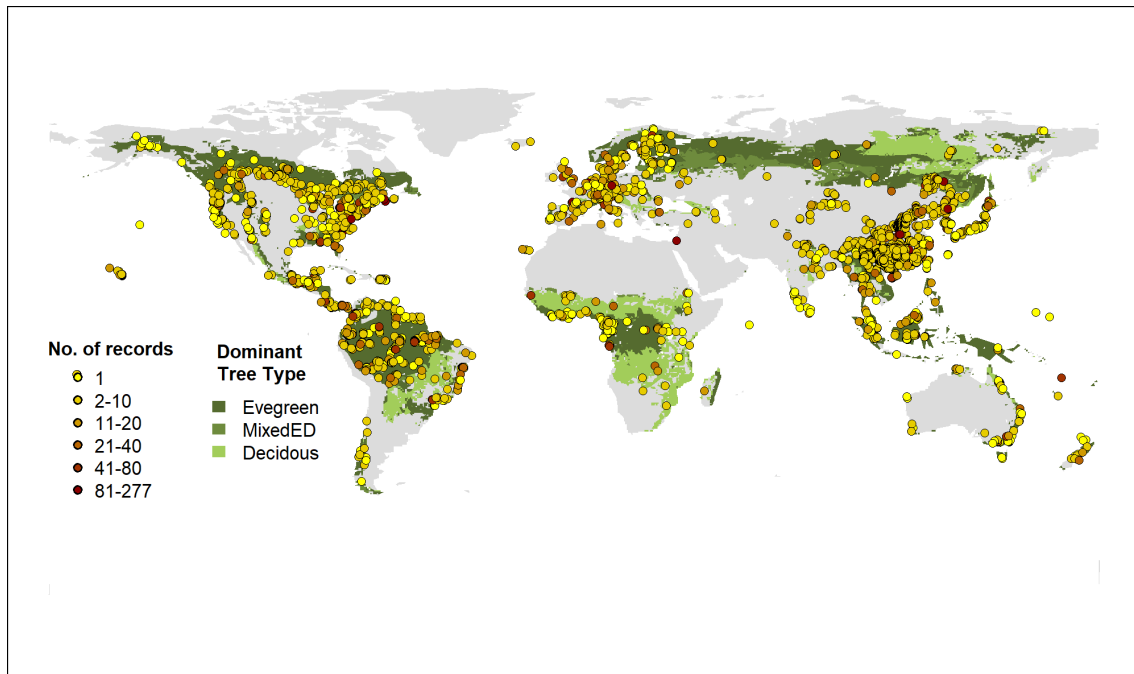 No. of records
1
2-10
11-20
21-40
41-80
81-277
Dominant
Tree Type
Evegreen
MixedED
Decidous